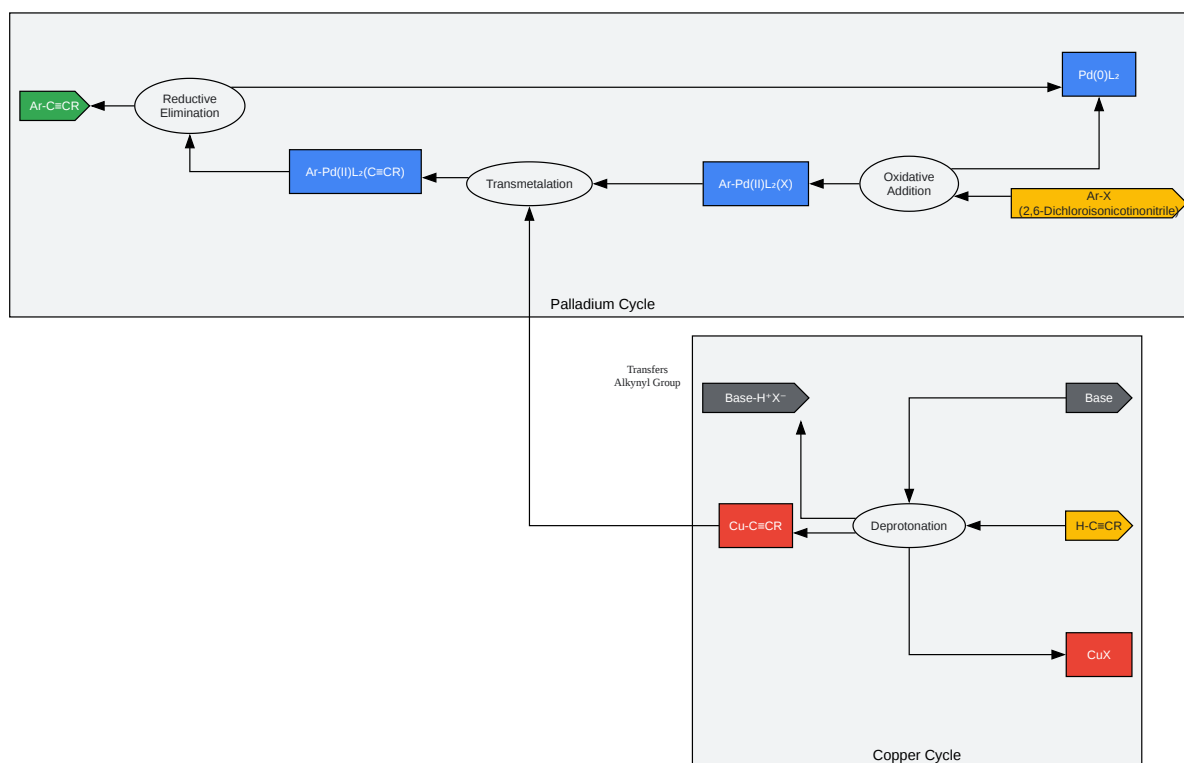 Pd(0)L₂
Reductive
Elimination
Ar-C≡CR
Ar-Pd(II)L₂(C≡CR)
Transmetalation
Ar-Pd(II)L₂(X)
Oxidative
Addition
Ar-X
(2,6-Dichloroisonicotinonitrile)
Palladium Cycle
Transfers
Alkynyl Group
Base-H⁺X⁻
Base
Cu-C≡CR
Deprotonation
H-C≡CR
CuX
Copper Cycle